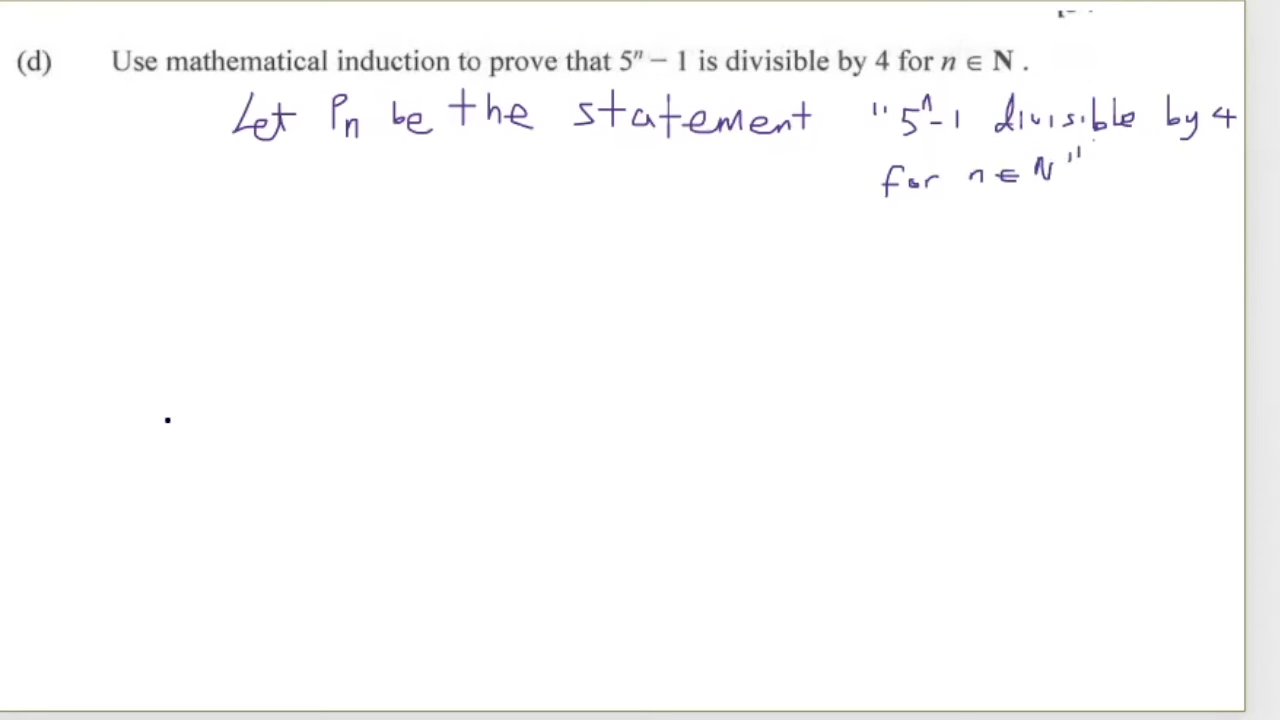 (d) Use mathematical induction to prove that 5ⁿ – 1 is divisible by 4 for n ∈ N .
Let Pn be the statement "5ⁿ-1 divisible by 4
for n ∈ N"